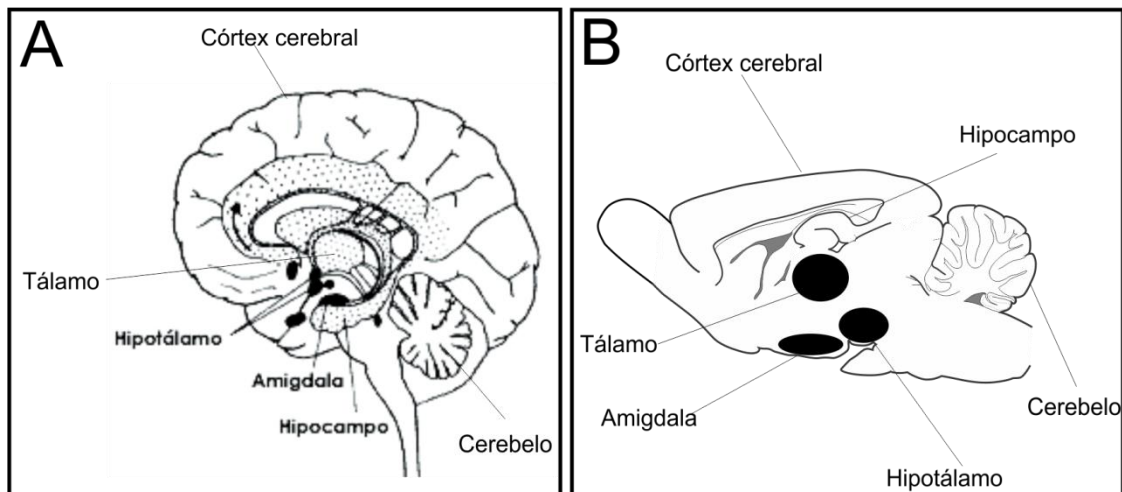 A
Córtex cerebral
Tálamo
Hipotálamo
Amigdala
Hipocampo
Cerebelo
B
Córtex cerebral
Hipocampo
Tálamo
Amigdala
Cerebelo
Hipotálamo